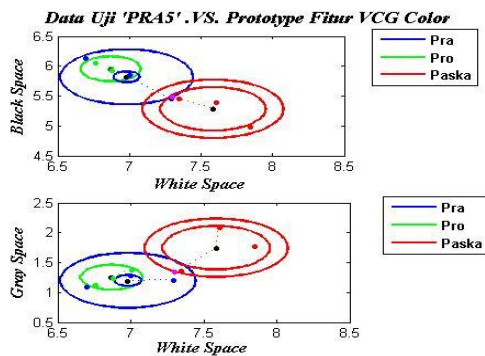 Data Uji 'PRA5' .VS. Prototype Fitur VCG Color
6.5
6
5.5
5
4.5
Black Space
6.5 7 7.5 8 8.5
White Space
Pra
Pro
Paska
2.5
2
1.5
1
0.5
Gray Space
6.5 7 7.5 8 8.5
White Space
Pra
Pro
Paska